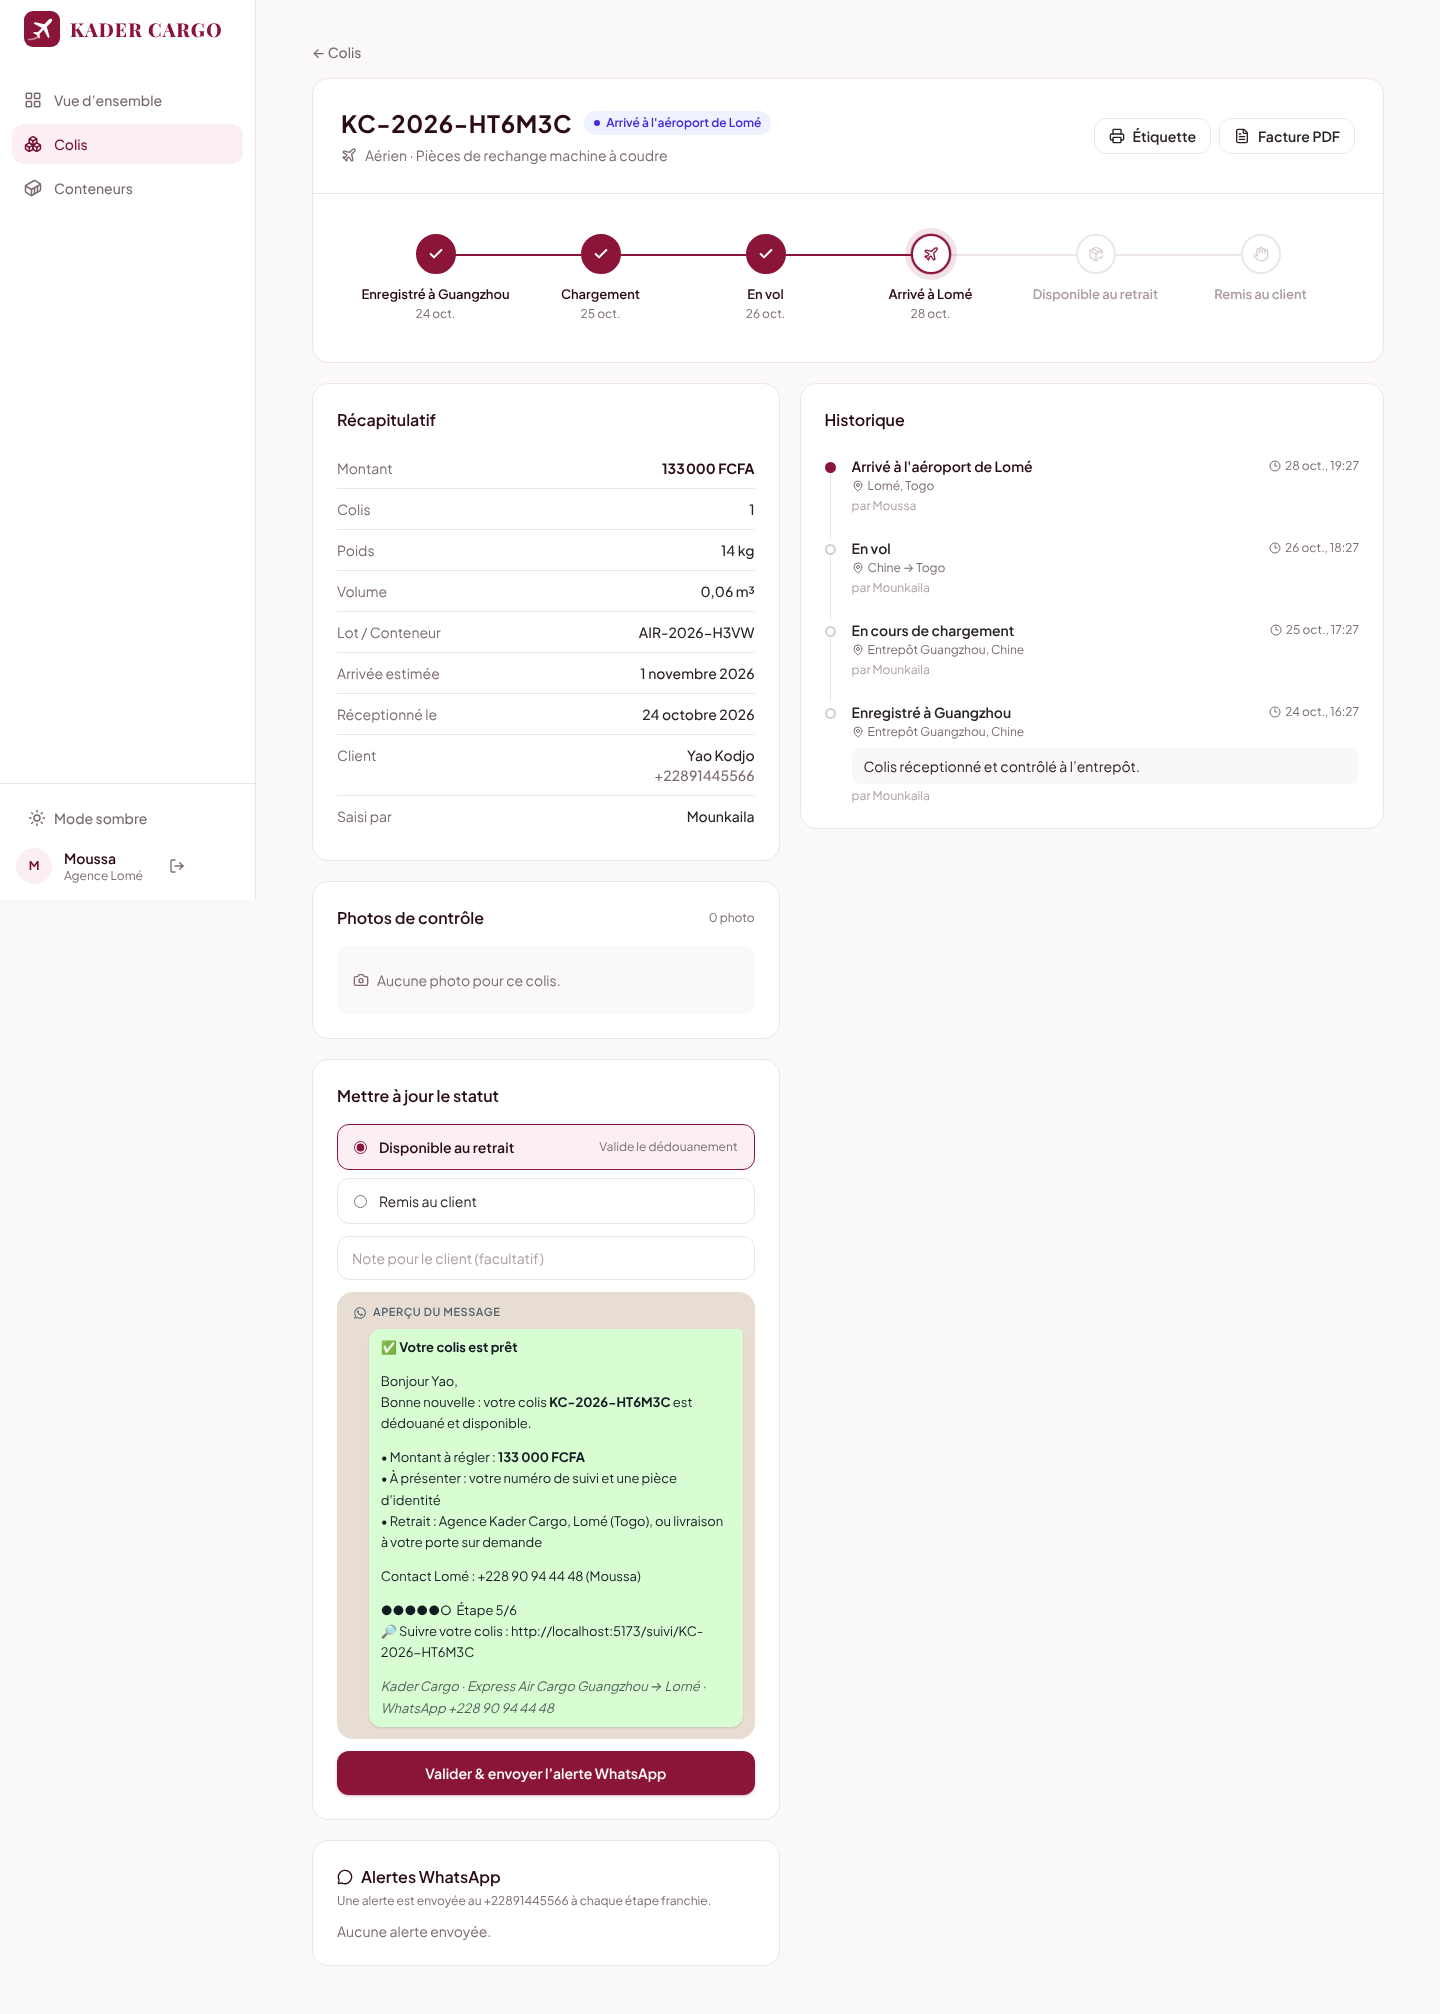 KADER CARGO
Vue d'ensemble
Colis
Conteneurs
Mode sombre
M
Moussa
Agence Lomé
← Colis
KC-2026-HT6M3C
Arrivé à l'aéroport de Lomé
Aérien · Pièces de rechange machine à coudre
Étiquette
Facture PDF
Enregistré à Guangzhou
24 oct.
Chargement
25 oct.
En vol
26 oct.
Arrivé à Lomé
28 oct.
Disponible au retrait
Remis au client
Récapitulatif
Montant 133 000 FCFA
Colis 1
Poids 14 kg
Volume 0,06 m³
Lot / Conteneur AIR-2026-H3VW
Arrivée estimée 1 novembre 2026
Réceptionné le 24 octobre 2026
Client Yao Kodjo
+22891445566
Saisi par Mounkaila
Photos de contrôle 0 photo
Aucune photo pour ce colis.
Mettre à jour le statut
Disponible au retrait Valide le dédouanement
Remis au client
Note pour le client (facultatif)
APERÇU DU MESSAGE
✅ Votre colis est prêt
Bonjour Yao,
Bonne nouvelle : votre colis KC-2026-HT6M3C est
dédouané et disponible.
• Montant à régler : 133 000 FCFA
• À présenter : votre numéro de suivi et une pièce
d'identité
• Retrait : Agence Kader Cargo, Lomé (Togo), ou livraison
à votre porte sur demande
Contact Lomé : +228 90 94 44 48 (Moussa)
●●●●●○ Étape 5/6
🔎 Suivre votre colis : http://localhost:5173/suivi/KC-
2026-HT6M3C
Kader Cargo · Express Air Cargo Guangzhou → Lomé ·
WhatsApp +228 90 94 44 48
Valider & envoyer l'alerte WhatsApp
Alertes WhatsApp
Une alerte est envoyée au +22891445566 à chaque étape franchie.
Aucune alerte envoyée.
Historique
Arrivé à l'aéroport de Lomé 28 oct., 19:27
Lomé, Togo
par Moussa
En vol 26 oct., 18:27
Chine → Togo
par Mounkaila
En cours de chargement 25 oct., 17:27
Entrepôt Guangzhou, Chine
par Mounkaila
Enregistré à Guangzhou 24 oct., 16:27
Entrepôt Guangzhou, Chine
Colis réceptionné et contrôlé à l'entrepôt.
par Mounkaila